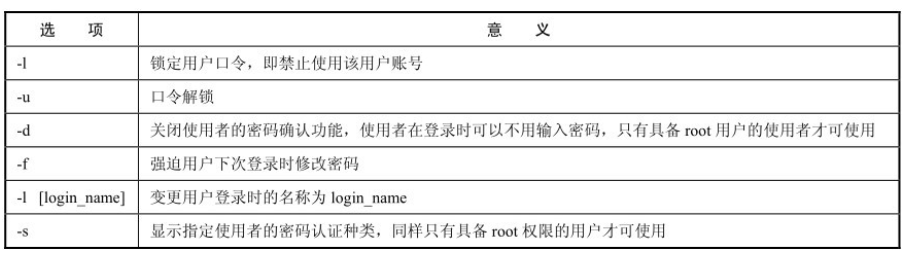 选 项 意 义
-l 锁定用户口令，即禁止使用该用户账号
-u 口令解锁
-d 关闭使用者的密码确认功能，使用者在登录时可以不用输入密码，只有具备 root 用户的使用者才可使用
-f 强迫用户下次登录时修改密码
-l [login_name] 变更用户登录时的名称为 login_name
-s 显示指定使用者的密码认证种类，同样只有具备 root 权限的用户才可使用